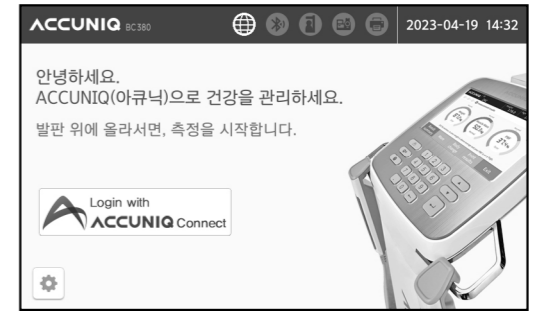 ACCUNIQ BC380
2023-04-19 14:32
안녕하세요.
ACCUNIQ(아큐닉)으로 건강을 관리하세요.
발판 위에 올라서면, 측정을 시작합니다.
Login with
ACCUNIQ Connect